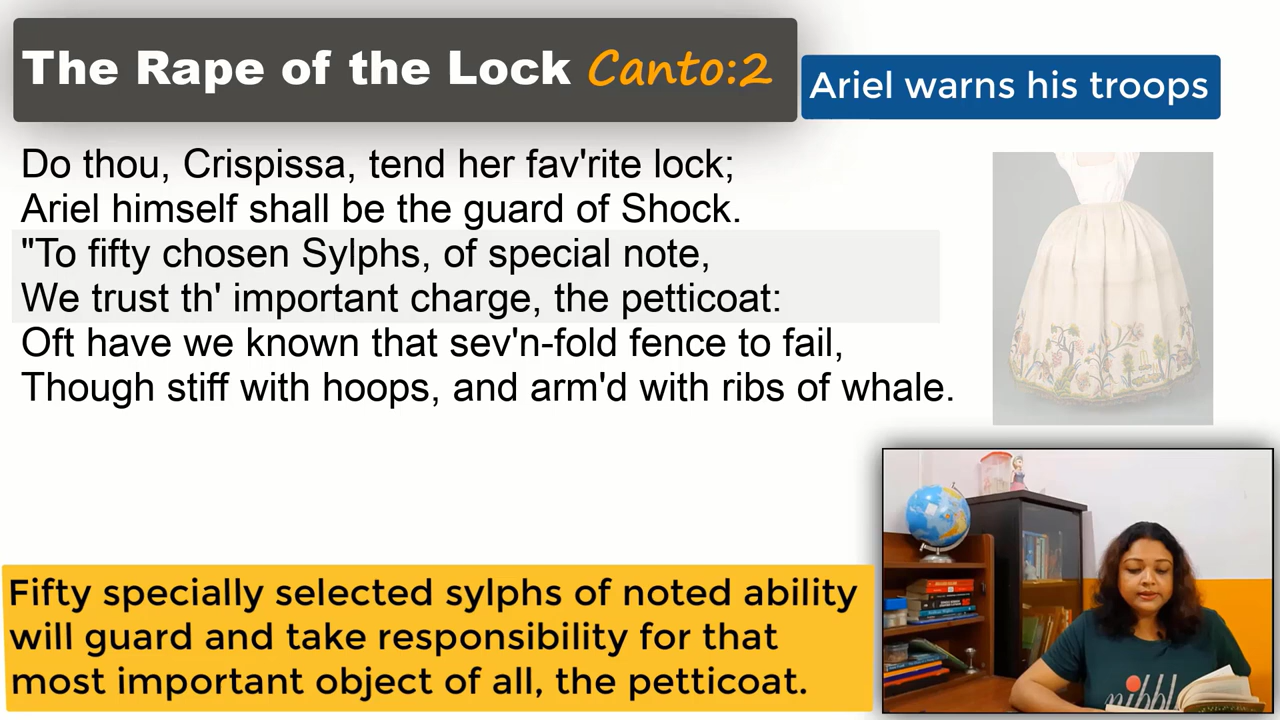 The Rape of the Lock Canto:2
Ariel warns his troops
Do thou, Crispissa, tend her fav'rite lock;
Ariel himself shall be the guard of Shock.
"To fifty chosen Sylphs, of special note,
We trust th' important charge, the petticoat:
Oft have we known that sev'n-fold fence to fail,
Though stiff with hoops, and arm'd with ribs of whale.
Fifty specially selected sylphs of noted ability
will guard and take responsibility for that
most important object of all, the petticoat.
nibbl